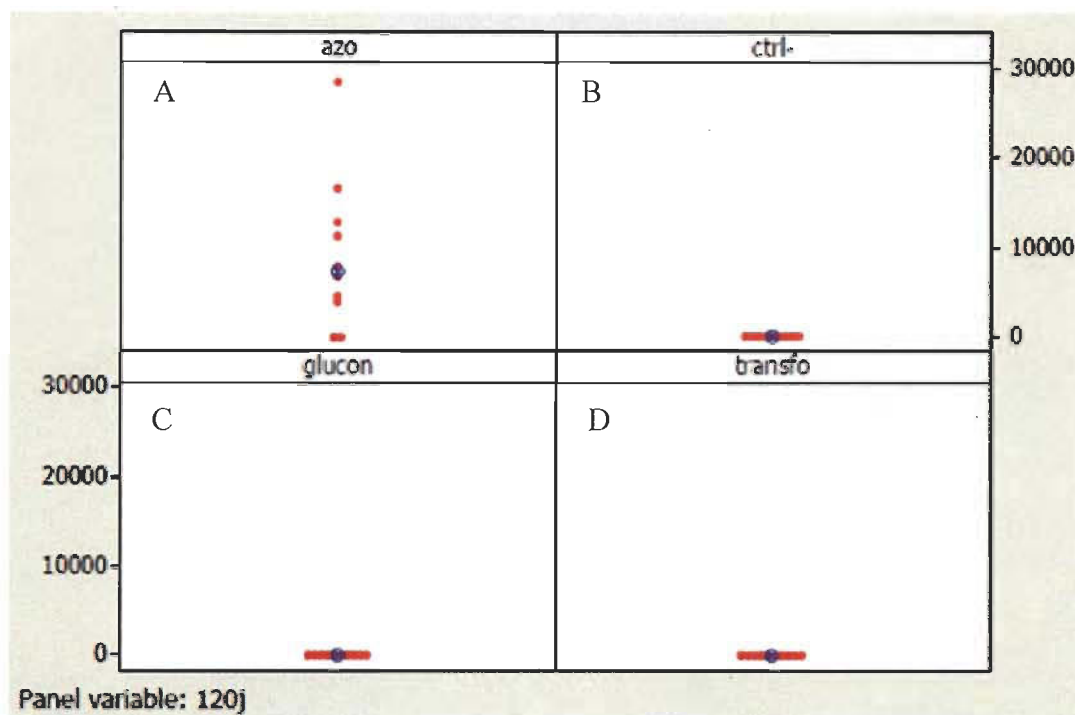 azo ctrl-
A B
30000
20000
10000
0
glucon transfo
C D
30000
20000
10000
0
Panel variable: 120j